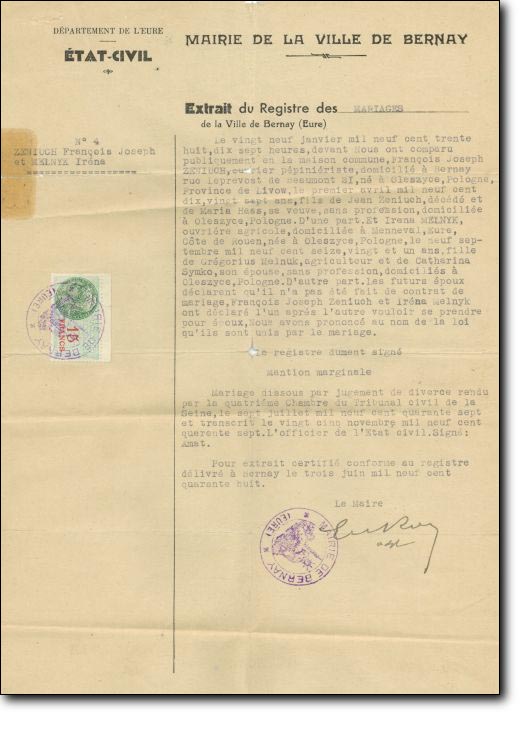 DÉPARTEMENT DE L'EURE
ÉTAT-CIVIL
MAIRIE DE LA VILLE DE BERNAY
Extrait du Registre des MARIAGES
de la Ville de Bernay (Eure)
N° 4
ZENIUCH François Joseph
et MELNYK Iréna
Le vingt neuf janvier mil neuf cent trente
huit,dix sept heures,devant Nous ont comparu
publiquement en la maison commune,François Joseph
ZENIUCH,ouvrier pépiniériste,domicilié à Bernay
rue Leprevost de Beaumont 21,né à Oleszyce,Pologne,
Province de Livow,le premier avril mil neuf cent
dix,vingt sept ans,fils de Jean Zeniuch,décédé et
de Maria Hass,sa veuve,sans profession,domiciliée
à Oleszyce,Pologne.D'une part.Et Irena MELNYK,
ouvrière agricole,domiciliée à Menneval,Eure,
Côte de Rouen,née à Oleszyce,Pologne,le neuf sep-
tembre mil neuf cent seize,vingt et un ans,fille
de Grégorius Melnuk,agriculteur et de Catharina
Symko,son épouse,sans profession,domiciliés à
Oleszyce,Pologne.D'autre part.Les futurs époux
déclarent qu'il n'a pas été fait de contrat de
mariage,François Joseph Zeniuch et Iréna Melnyk
ont déclaré l'un après l'autre vouloir se prendre
pour époux,Nous avons prononcé au nom de la loi
qu'ils sont unis par le mariage.
Le registre dument signé
Mention marginale
Mariage dissous par jugement de divorce rendu
par la quatrième Chambre du Tribunal civil de la
Seine,le sept juillet mil neuf cent quarante sept
et transcrit le vingt cinq novembre mil neuf cent
quarente sept.L'officier de l'Etat civil.Signé:
Amat.
Pour extrait certifié conforme au registre
délivré à Bernay le trois juin mil neuf cent
quarante huit.
Le Maire
15
FRANCS
MAIRIE DE BERNAY
(EURE)
MAIRIE DE BERNAY
(EURE)